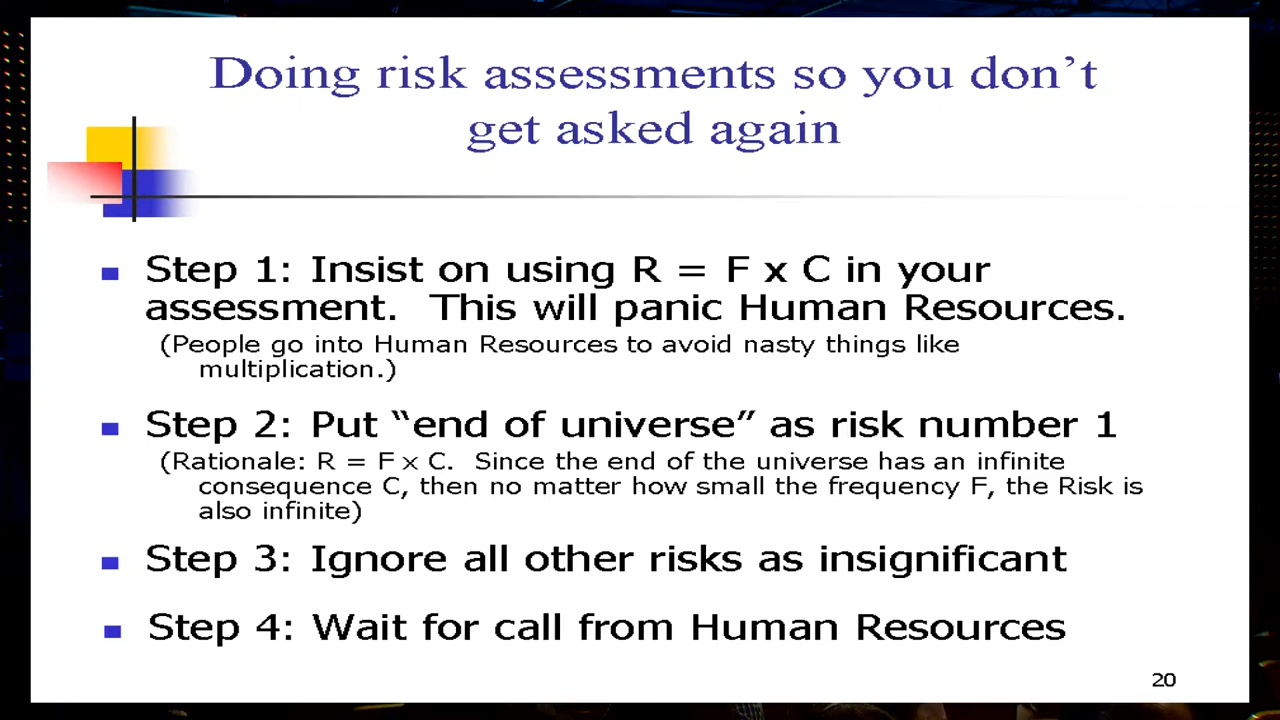 Doing risk assessments so you don’t
get asked again
Step 1: Insist on using R = F x C in your
assessment. This will panic Human Resources.
(People go into Human Resources to avoid nasty things like
multiplication.)
Step 2: Put “end of universe” as risk number 1
(Rationale: R = F x C. Since the end of the universe has an infinite
consequence C, then no matter how small the frequency F, the Risk is
also infinite)
Step 3: Ignore all other risks as insignificant
Step 4: Wait for call from Human Resources
20